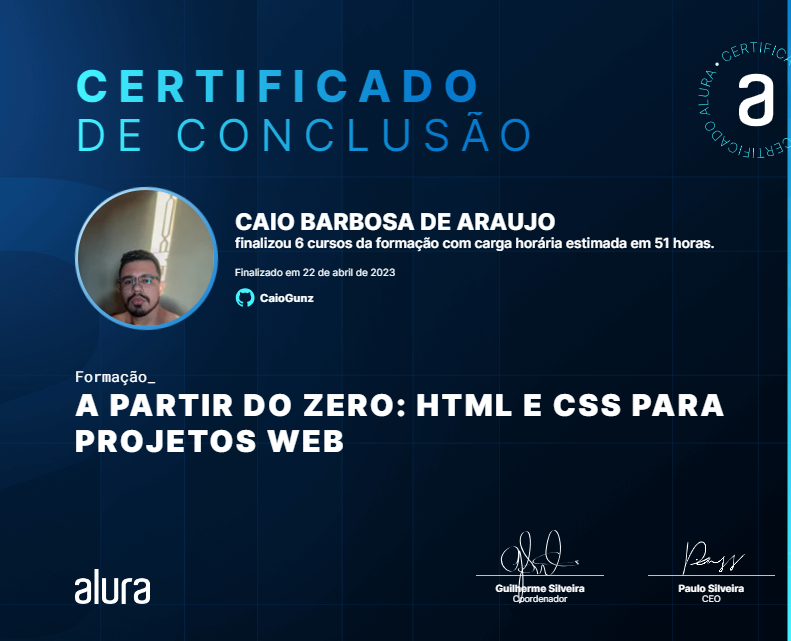 CERTIFICADO
DE CONCLUSÃO
CERTIFICADO ALURA • CERTIFICA
a
CAIO BARBOSA DE ARAUJO
finalizou 6 cursos da formação com carga horária estimada em 51 horas.
Finalizado em 22 de abril de 2023
CaioGunz
Formação_
A PARTIR DO ZERO: HTML E CSS PARA
PROJETOS WEB
alura
Guilherme Silveira
Coordenador
Paulo Silveira
CEO